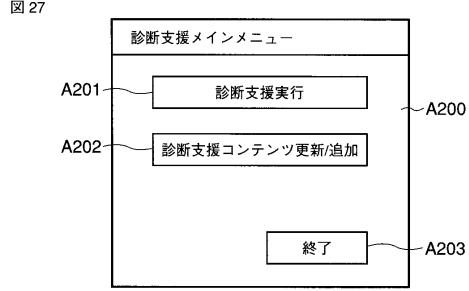 図 27
診断支援メインメニュー
A201
診断支援実行
A200
A202
診断支援コンテンツ更新/追加
終了
A203